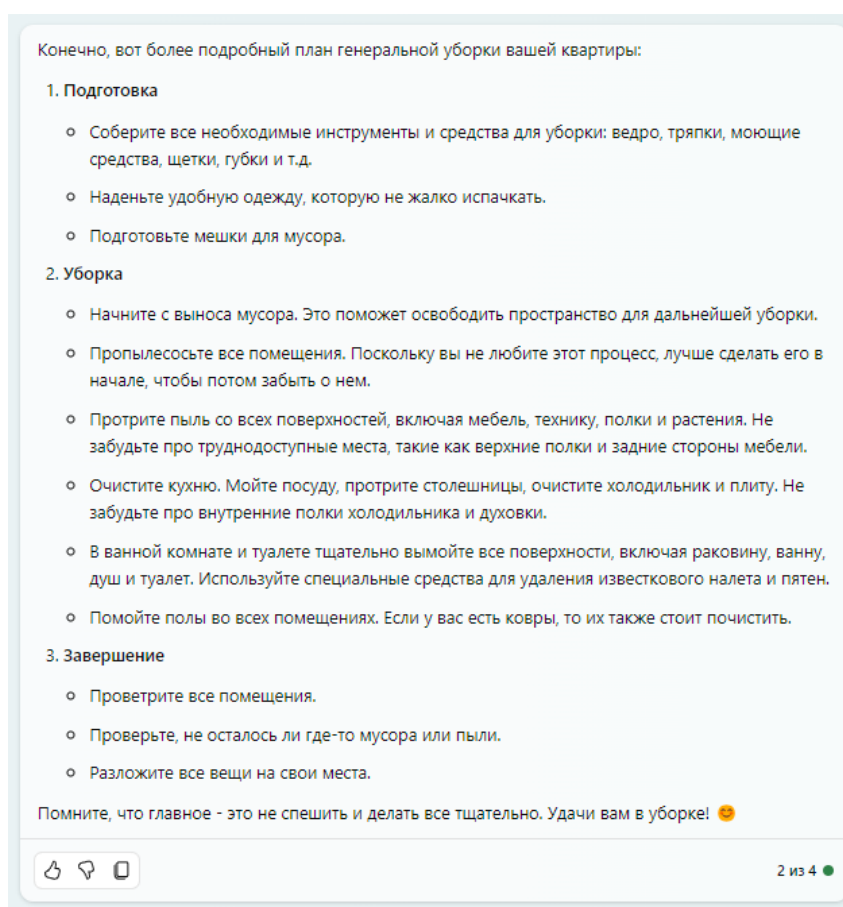 Конечно, вот более подробный план генеральной уборки вашей квартиры:
1. Подготовка
Соберите все необходимые инструменты и средства для уборки: ведро, тряпки, моющие
средства, щетки, губки и т.д.
Наденьте удобную одежду, которую не жалко испачкать.
Подготовьте мешки для мусора.
2. Уборка
Начните с выноса мусора. Это поможет освободить пространство для дальнейшей уборки.
Пропылесосьте все помещения. Поскольку вы не любите этот процесс, лучше сделать его в
начале, чтобы потом забыть о нем.
Протрите пыль со всех поверхностей, включая мебель, технику, полки и растения. Не
забудьте про труднодоступные места, такие как верхние полки и задние стороны мебели.
Очистите кухню. Мойте посуду, протрите столешницы, очистите холодильник и плиту. Не
забудьте про внутренние полки холодильника и духовки.
В ванной комнате и туалете тщательно вымойте все поверхности, включая раковину, ванну,
душ и туалет. Используйте специальные средства для удаления известкового налета и пятен.
Помойте полы во всех помещениях. Если у вас есть ковры, то их также стоит почистить.
3. Завершение
Проветрите все помещения.
Проверьте, не осталось ли где-то мусора или пыли.
Разложите все вещи на свои места.
Помните, что главное - это не спешить и делать все тщательно. Удачи вам в уборке! 😊
2 из 4